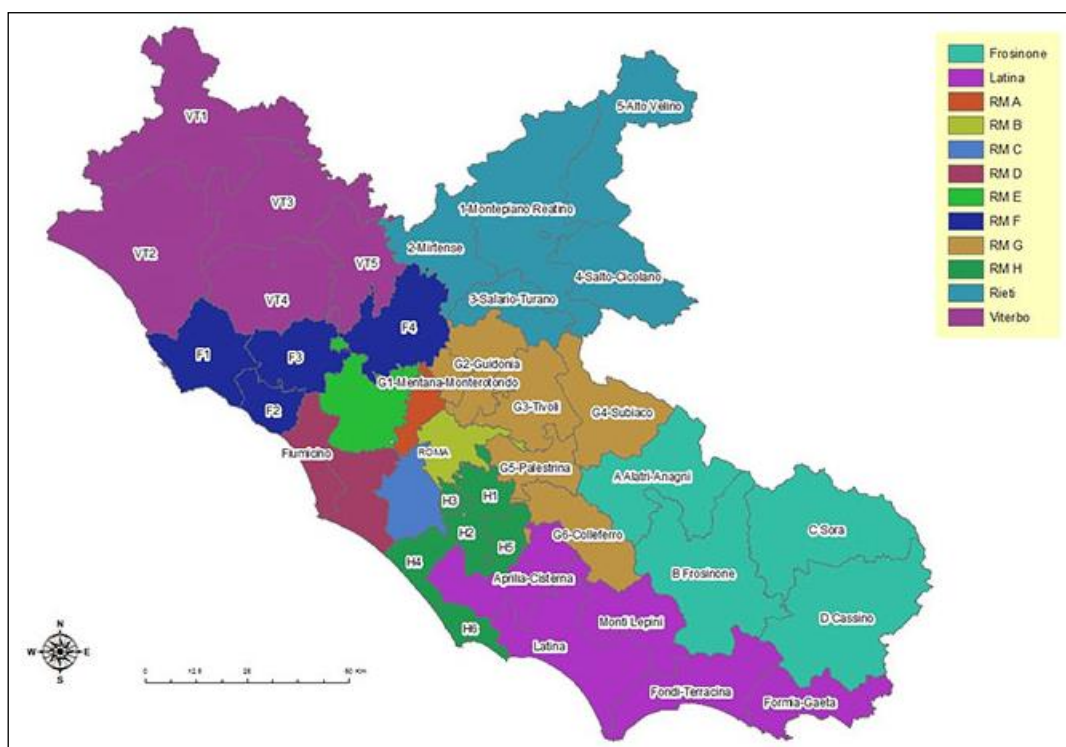 VT1
5-Alto Velino
VT3
1-Montepiano Reatino
VT2
2-Mirtense
VT5
4-Salto-Cicolano
VT4
3-Salario-Turano
F4
F1
F3
G2-Guidonia
G1-Mentana-Monterotondo
F2
G3-Tivoli
G4-Subiaco
Fiumicino
ROMA
G5-Palestrina
A Alatri-Anagni
H3
H1
C Sora
H2
G6-Colleferro
H5
H4
Aprilia-Cisterna
B Frosinone
D Cassino
Monti Lepini
H6
Latina
Fondi-Terracina
Formia-Gaeta
N
W
E
S
0
25
50 Km
Frosinone
Latina
RM A
RM B
RM C
RM D
RM E
RM F
RM G
RM H
Rieti
Viterbo